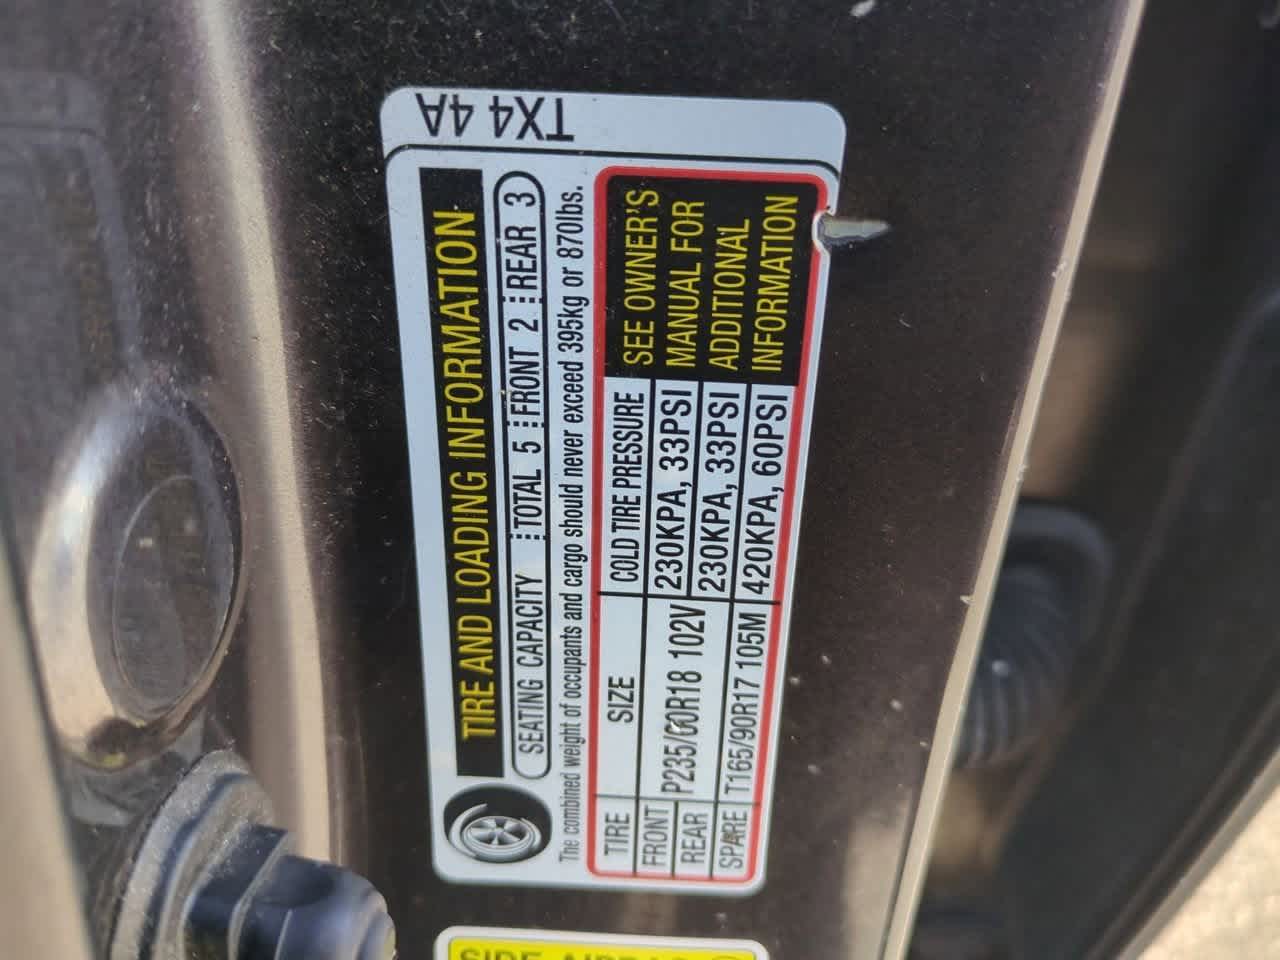 TX4 4A
TIRE AND LOADING INFORMATION
SEATING CAPACITY TOTAL 5 FRONT 2 REAR 3
The combined weight of occupants and cargo should never exceed 395kg or 870lbs.
TIRE SIZE COLD TIRE PRESSURE
FRONT P235/60R18 102V 230KPA, 33PSI
REAR 230KPA, 33PSI
SPARE T165/90R17 105M 420KPA, 60PSI
SEE OWNER'S
MANUAL FOR
ADDITIONAL
INFORMATION